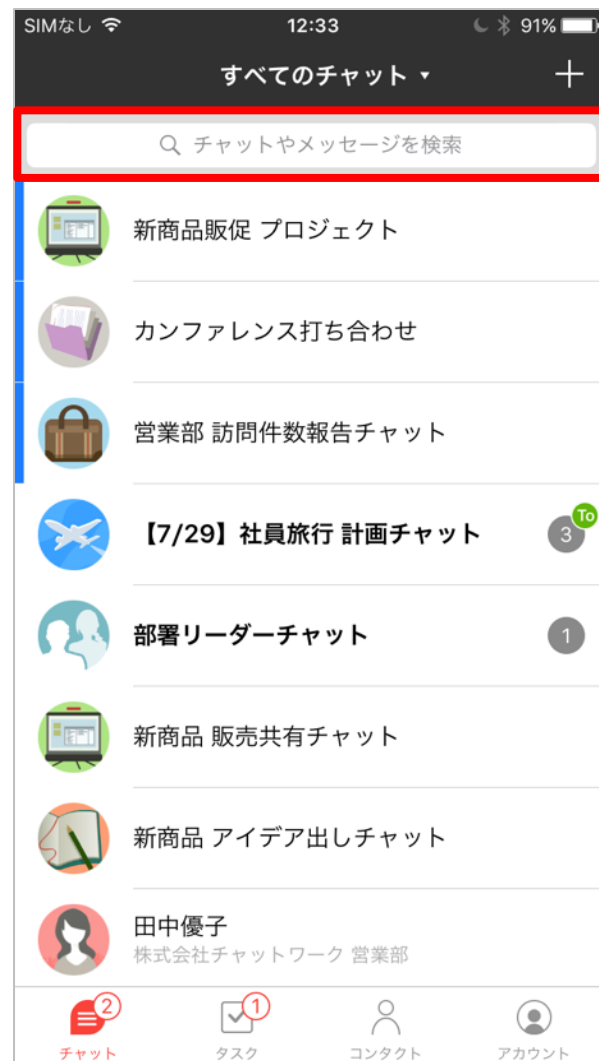 SIMなし 12:33 91%
すべてのチャット ▼
チャットやメッセージを検索
新商品販促 プロジェクト
カンファレンス打ち合わせ
営業部 訪問件数報告チャット
【7/29】社員旅行 計画チャット 3 To
部署リーダーチャット 1
新商品 販売共有チャット
新商品 アイデア出しチャット
田中優子
株式会社チャットワーク 営業部
2 1
チャット タスク コンタクト アカウント